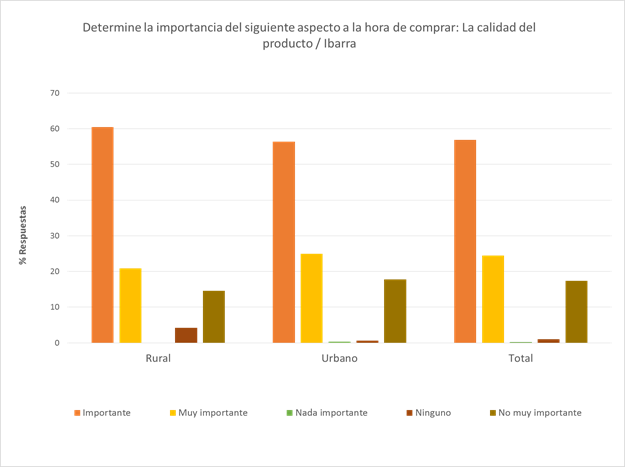 Determine la importancia del siguiente aspecto a la hora de comprar: La calidad del
producto / Ibarra
70
60
50
40
30
20
10
0
% Respuestas
Rural Urbano Total
Importante Muy importante Nada importante Ninguno No muy importante